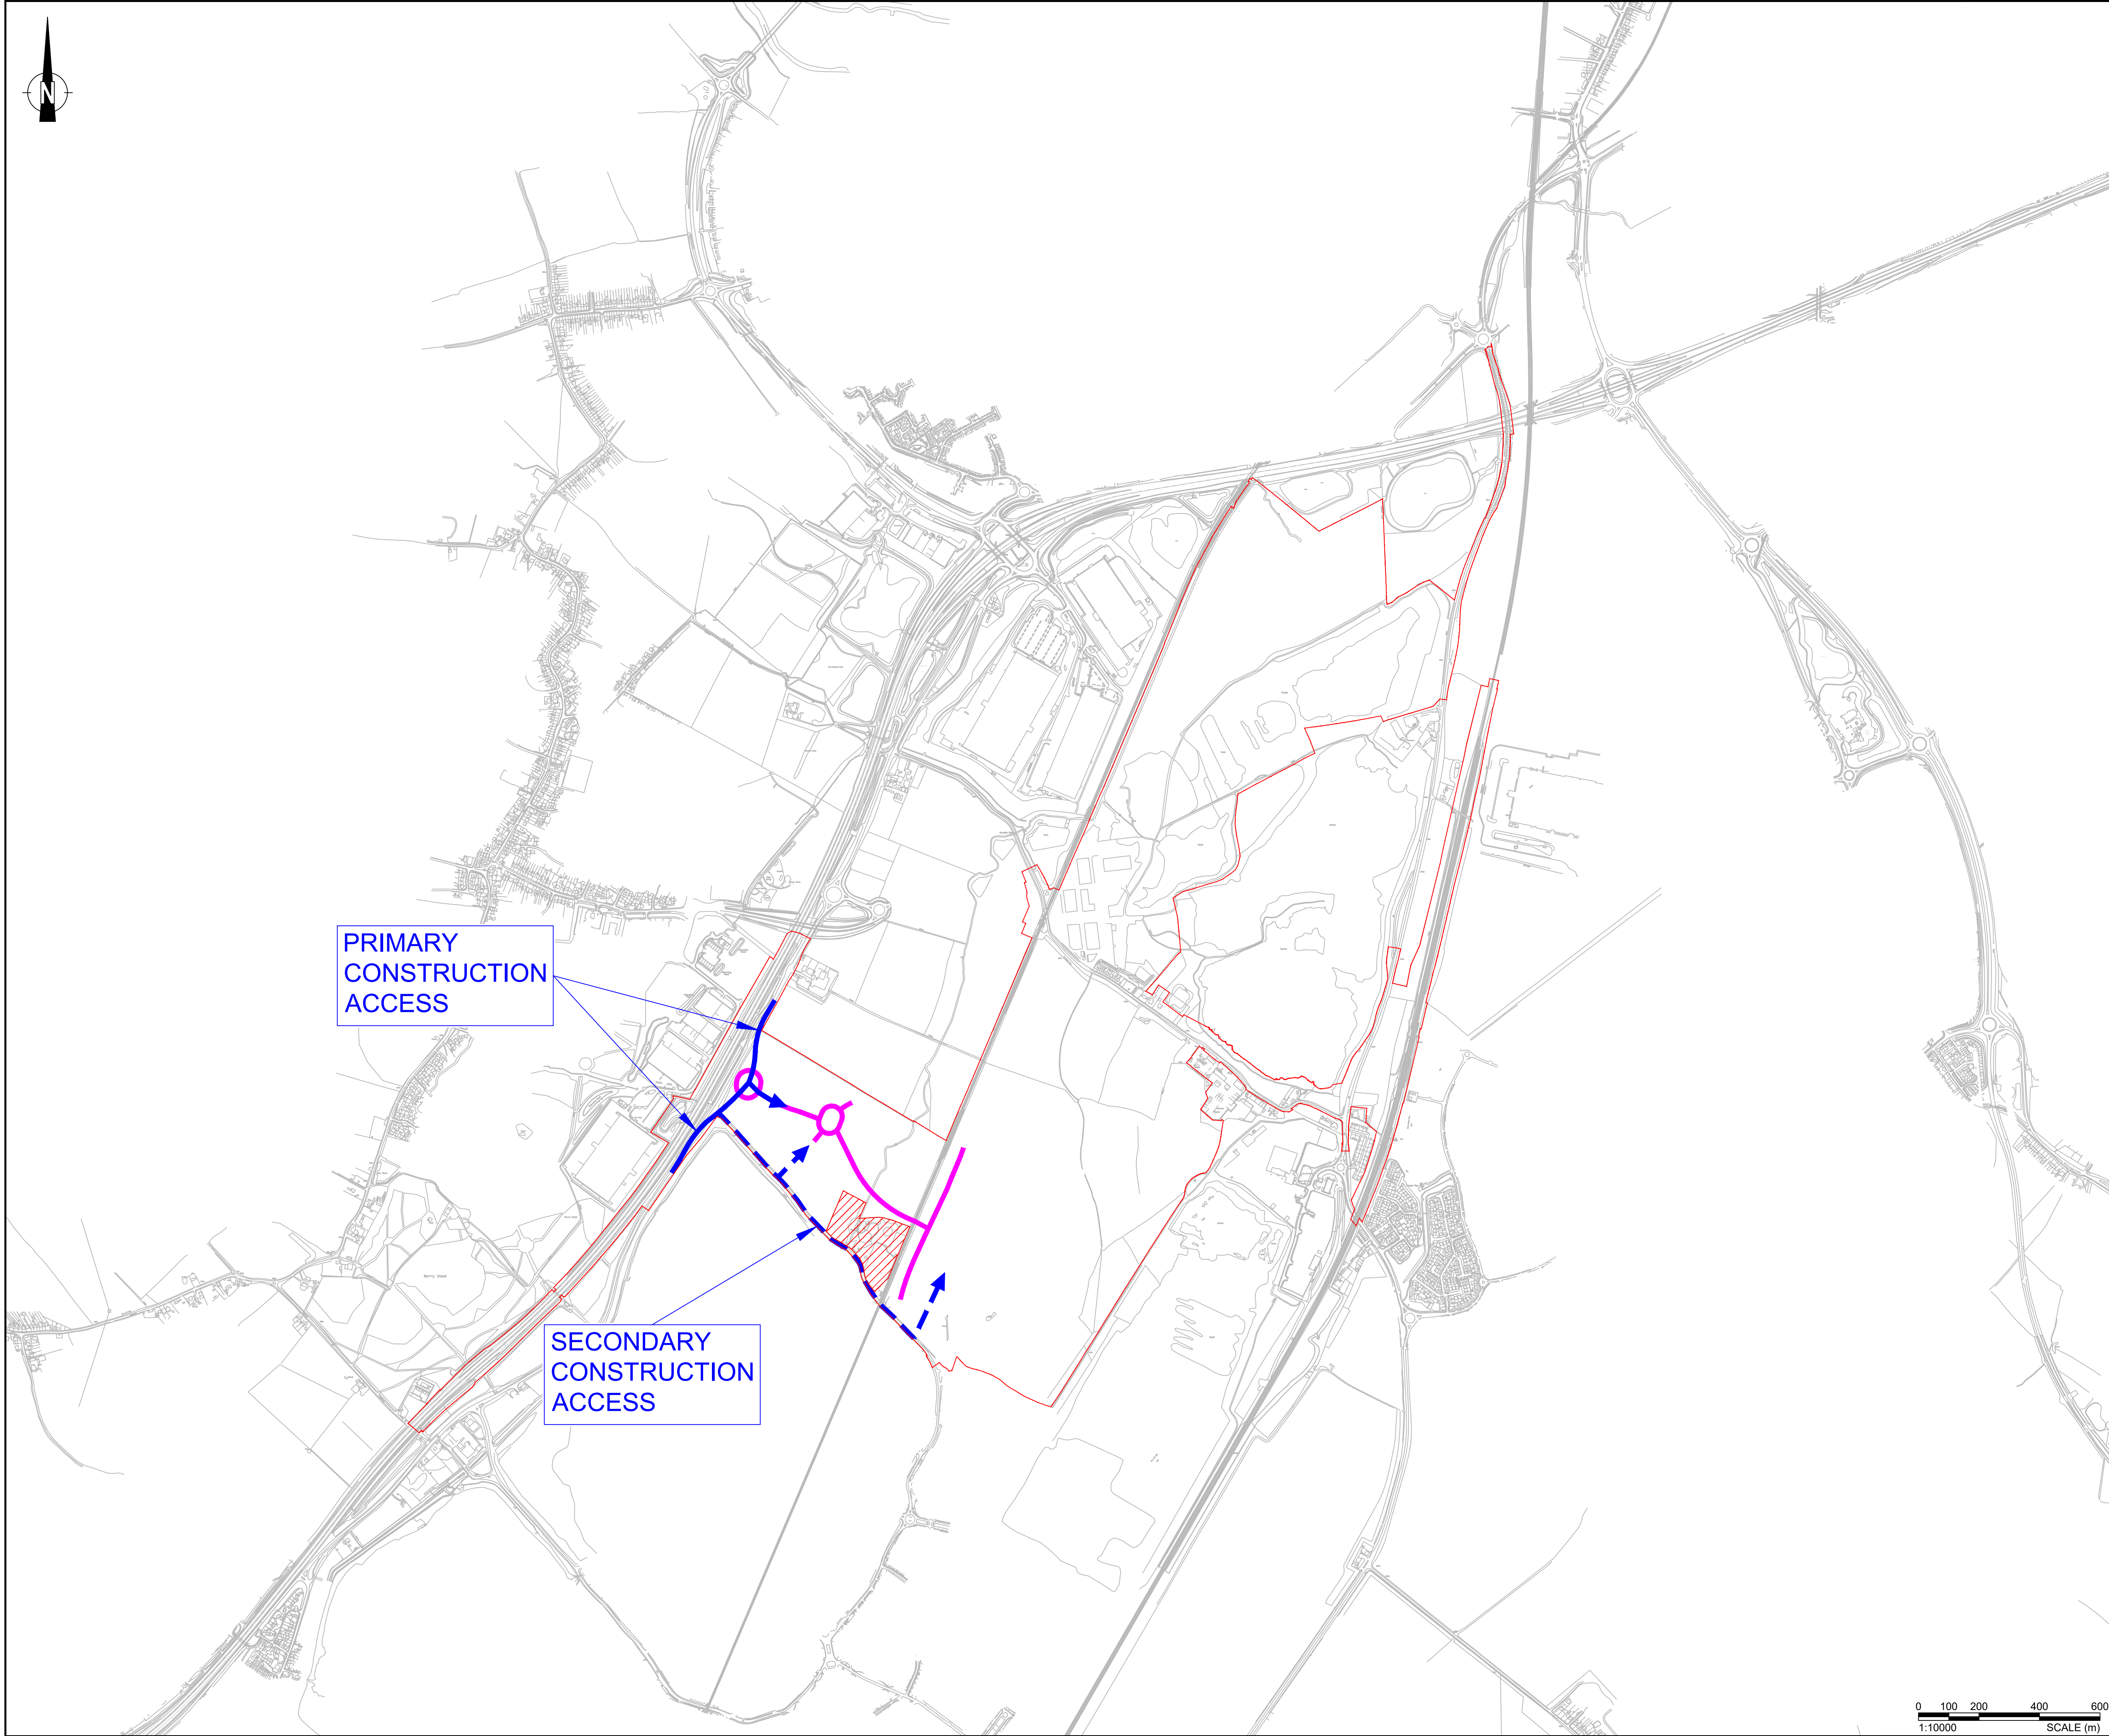 N
PRIMARY
CONSTRUCTION
ACCESS
SECONDARY
CONSTRUCTION
ACCESS
0 100 200 400 600
1:10000 SCALE (m)